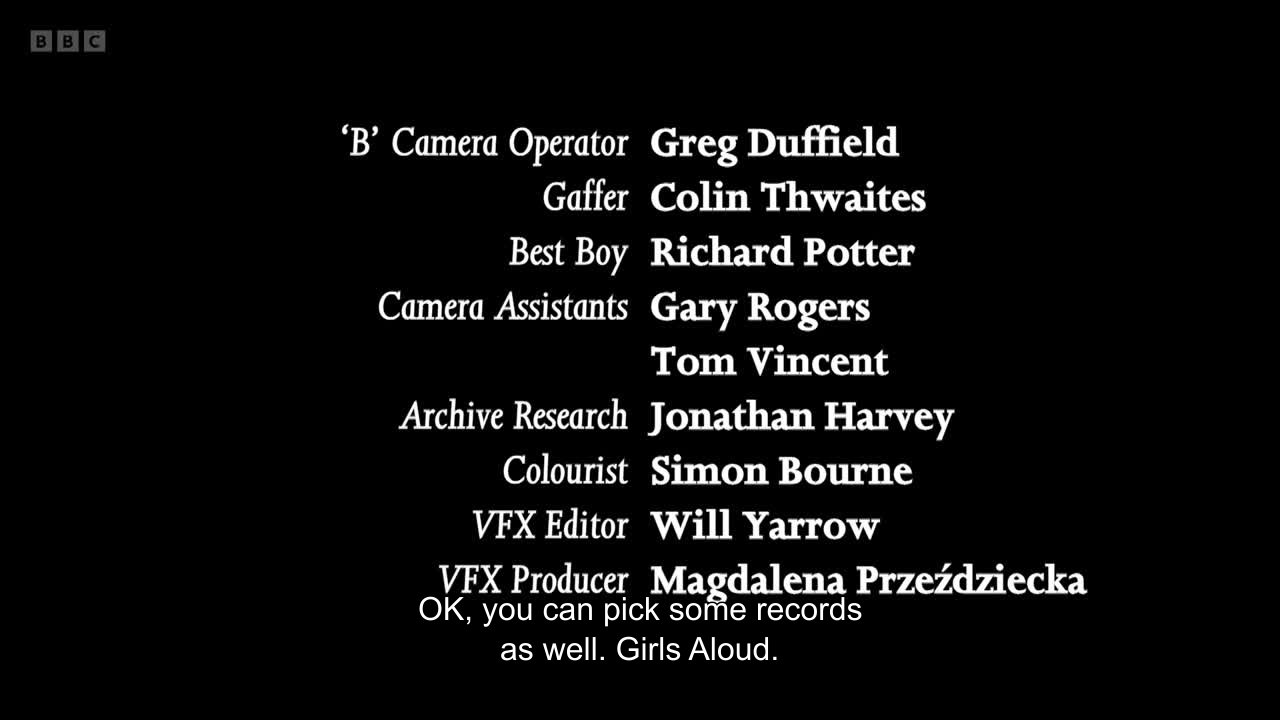 BBC
‘B’ Camera Operator Greg Duffield
Gaffer Colin Thwaites
Best Boy Richard Potter
Camera Assistants Gary Rogers
Tom Vincent
Archive Research Jonathan Harvey
Colourist Simon Bourne
VFX Editor Will Yarrow
VFX Producer Magdalena Przeździecka
OK, you can pick some records
as well. Girls Aloud.